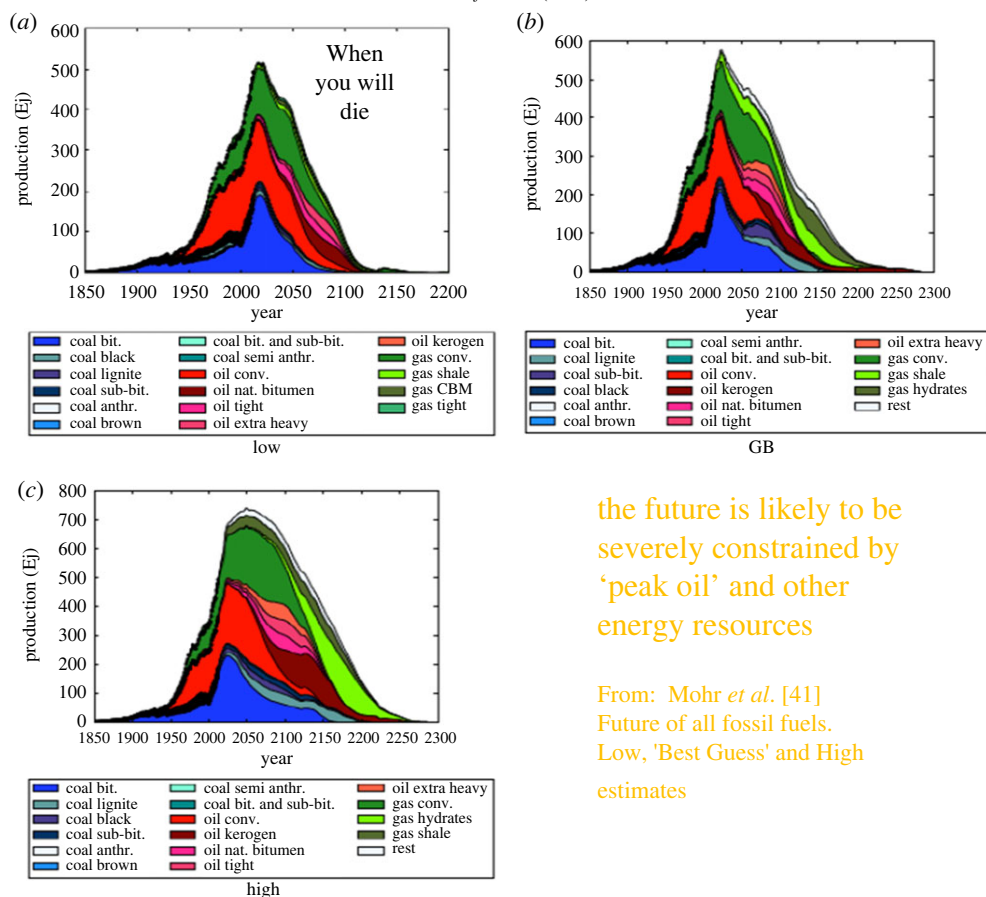 (a)
600
500
400
300
200
100
0
production (Ej)
When
you will
die
1850 1900 1950 2000 2050 2100 2150 2200
year
coal bit. coal bit. and sub-bit. oil kerogen
coal black coal semi anthr. gas conv.
coal lignite oil conv. gas shale
coal sub-bit. oil nat. bitumen gas CBM
coal anthr. oil tight gas tight
coal brown oil extra heavy
low
(b)
600
500
400
300
200
100
0
production (Ej)
1850 1900 1950 2000 2050 2100 2150 2200 2300
year
coal bit. coal semi anthr. oil extra heavy
coal lignite coal bit. and sub-bit. gas conv.
coal sub-bit. oil conv. gas shale
coal black oil kerogen gas hydrates
coal anthr. oil nat. bitumen rest
coal brown oil tight
GB
(c)
800
700
600
500
400
300
200
100
0
production (Ej)
1850 1900 1950 2000 2050 2100 2150 2200 2250 2300
year
coal bit. coal semi anthr. oil extra heavy
coal lignite coal bit. and sub-bit. gas conv.
coal black oil conv. gas hydrates
coal sub-bit. oil kerogen gas shale
coal anthr. oil nat. bitumen rest
coal brown oil tight
high
the future is likely to be
severely constrained by
‘peak oil’ and other
energy resources
From: Mohr et al. [41]
Future of all fossil fuels.
Low, 'Best Guess' and High
estimates